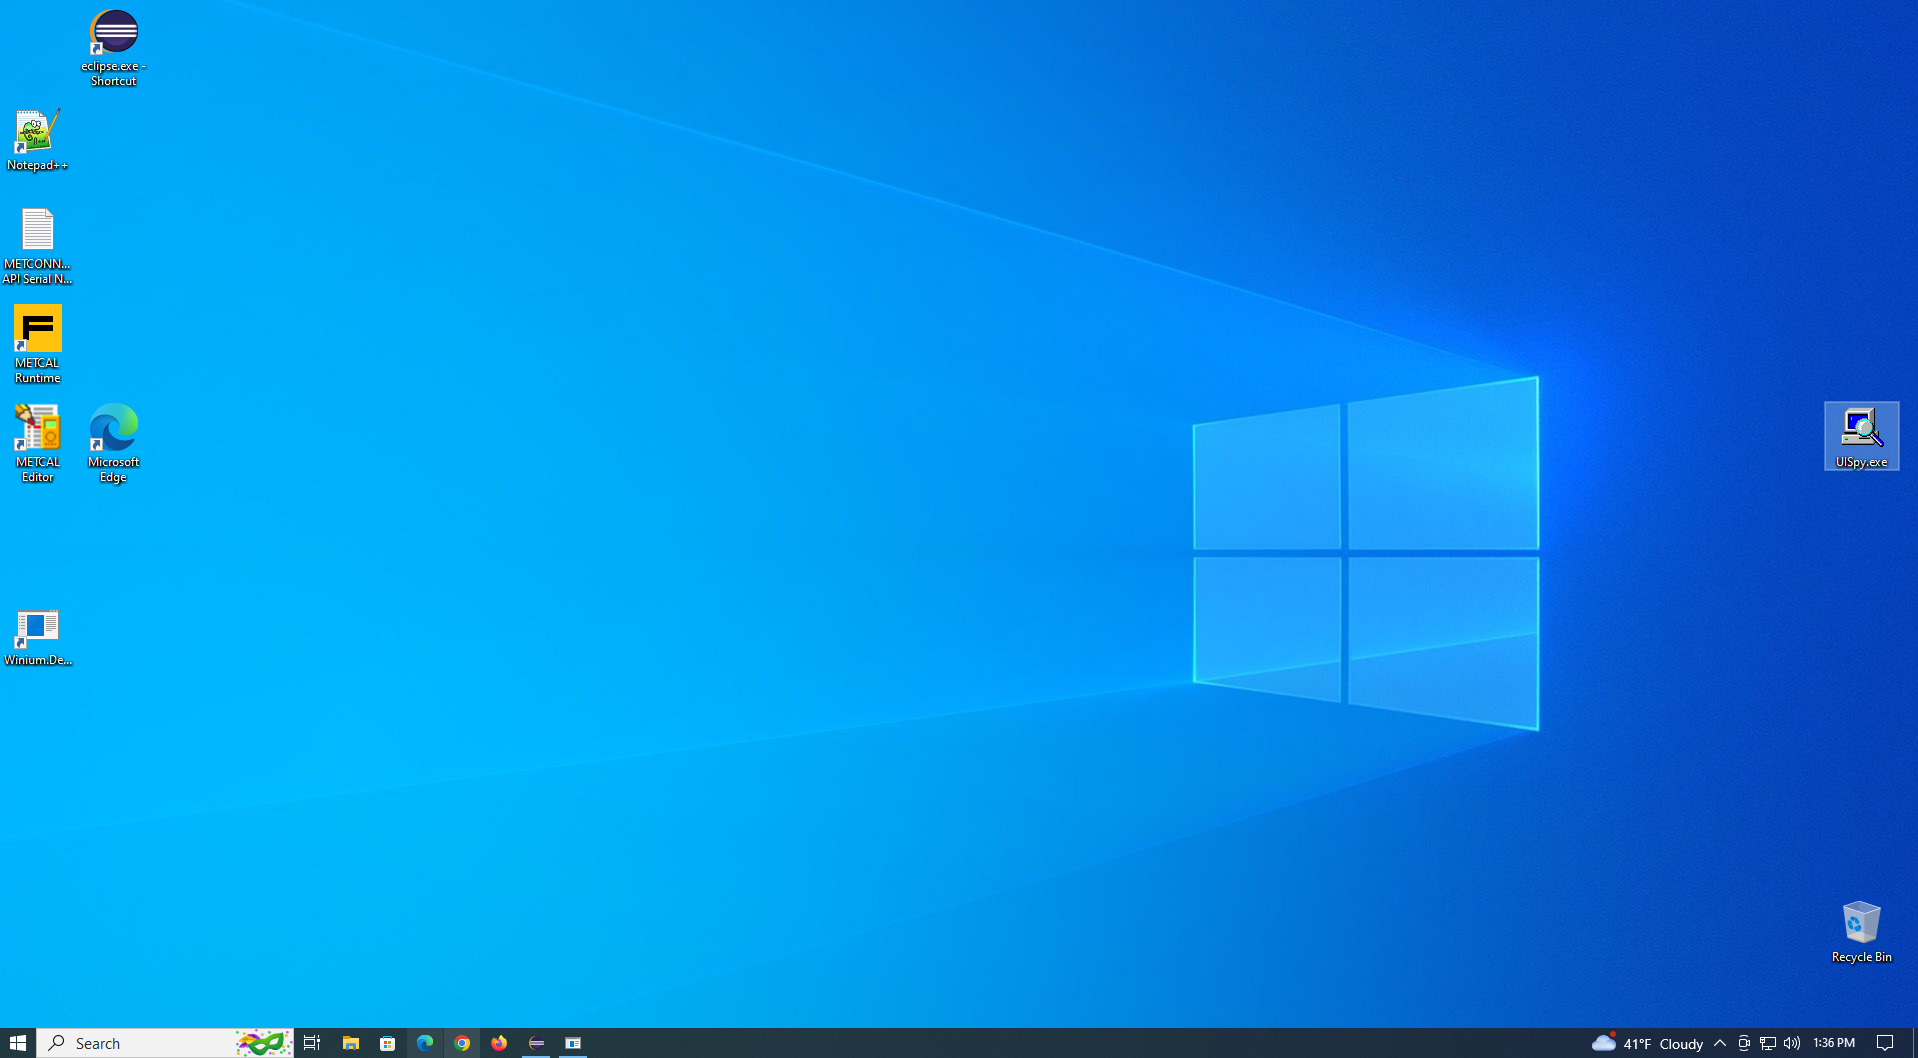 eclipse.exe -
Shortcut
Notepad++
METCONN...
API Serial N...
METCAL
Runtime
METCAL
Editor
Microsoft
Edge
Winium.De...
UISpy.exe
Recycle Bin
Search
41°F Cloudy
1:36 PM